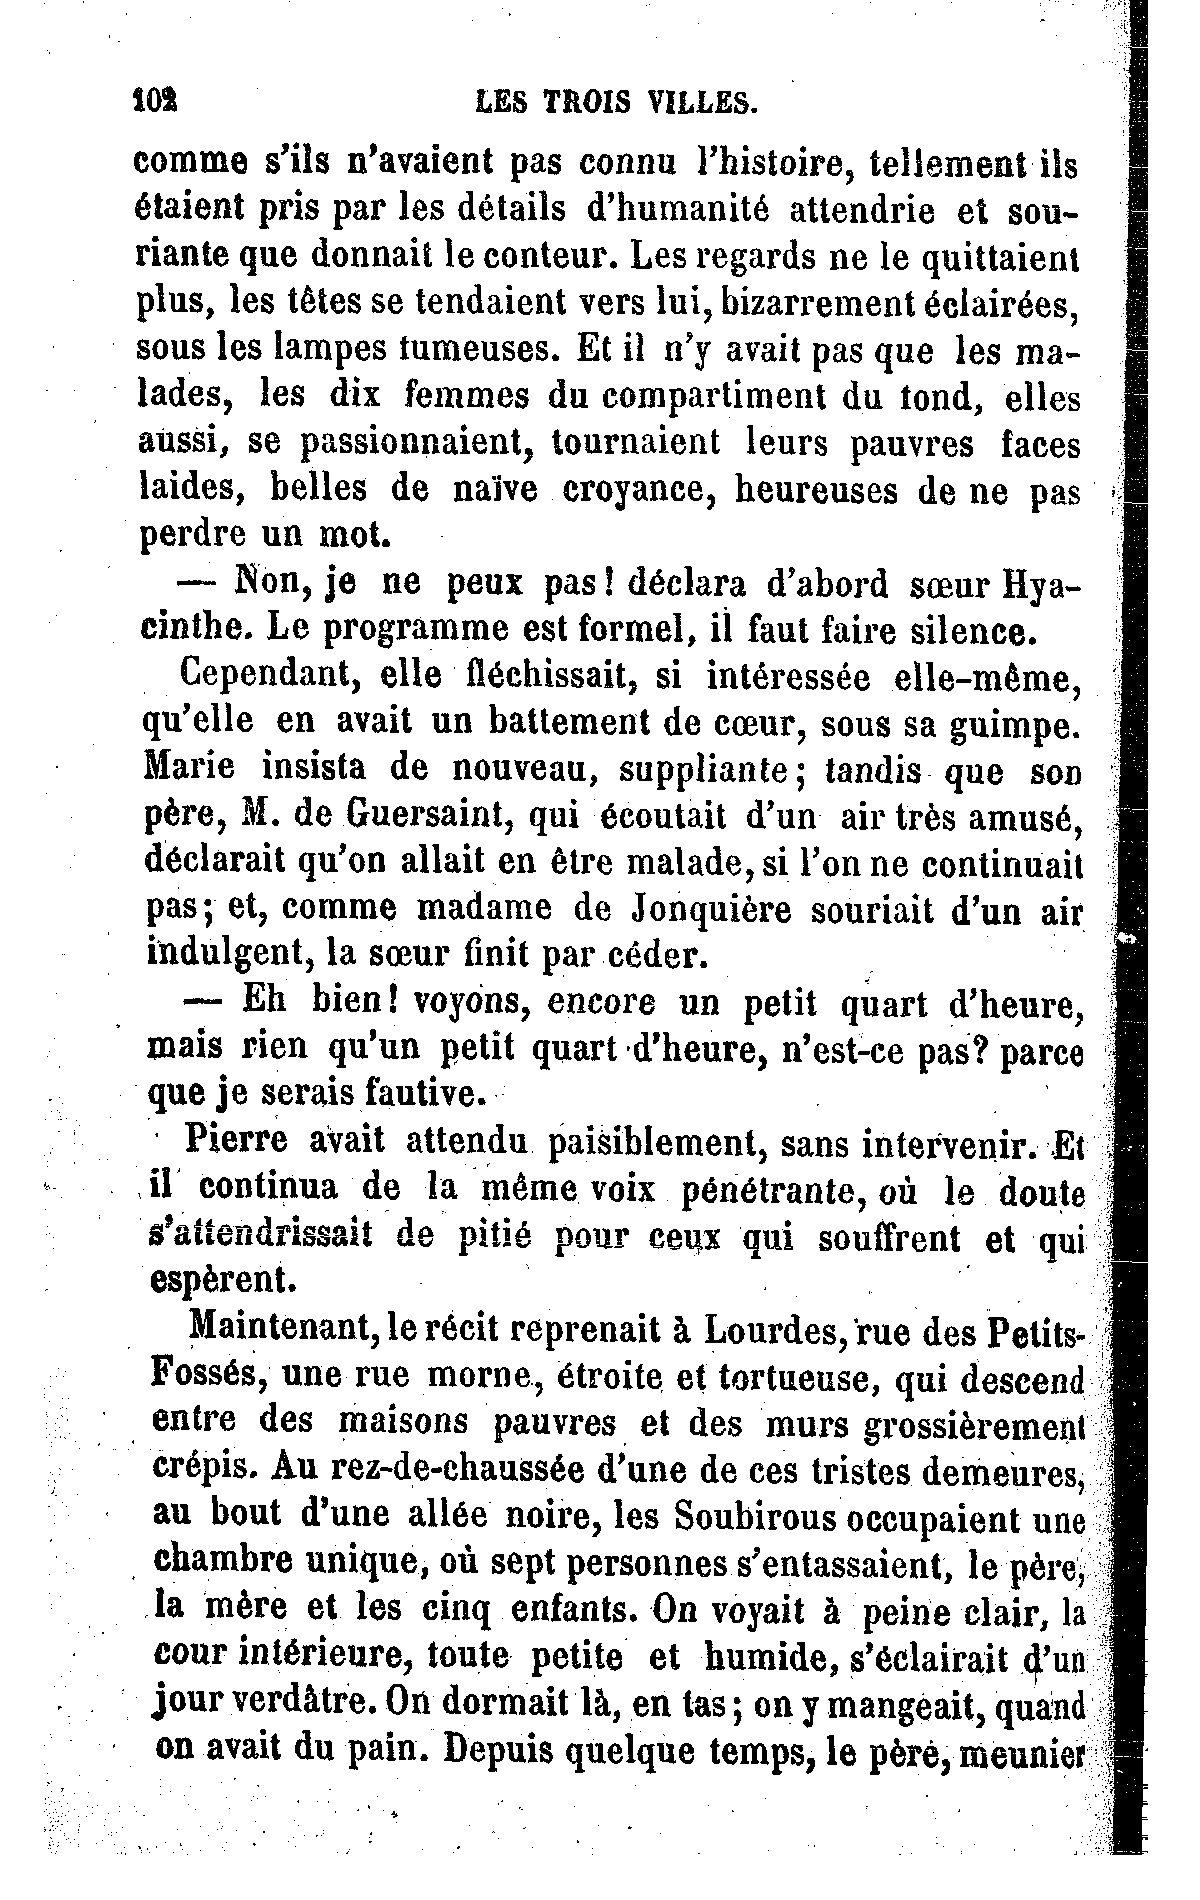 102 LES TROIS VILLES.
comme s'ils n'avaient pas connu l'histoire, tellement ils
étaient pris par les détails d'humanité attendrie et sou-
riante que donnait le conteur. Les regards ne le quittaient
plus, les têtes se tendaient vers lui, bizarrement éclairées,
sous les lampes fumeuses. Et il n'y avait pas que les ma-
lades, les dix femmes du compartiment du fond, elles
aussi, se passionnaient, tournaient leurs pauvres faces
laides, belles de naïve croyance, heureuses de ne pas
perdre un mot.
— Non, je ne peux pas! déclara d'abord sœur Hya-
cinthe. Le programme est formel, il faut faire silence.
Cependant, elle fléchissait, si intéressée elle-même,
qu'elle en avait un battement de cœur, sous sa guimpe.
Marie insista de nouveau, suppliante; tandis que son
père, M. de Guersaint, qui écoutait d'un air très amusé,
déclarait qu'on allait en être malade, si l'on ne continuait
pas; et, comme madame de Jonquière souriait d'un air
indulgent, la sœur finit par céder.
— Eh bien! voyons, encore un petit quart d'heure,
mais rien qu'un petit quart d'heure, n'est-ce pas? parce
que je serais fautive.
Pierre avait attendu paisiblement, sans intervenir. Et
il continua de la même voix pénétrante, où le doute
s'attendrissait de pitié pour ceux qui souffrent et qui
espèrent.
Maintenant, le récit reprenait à Lourdes, rue des Petits-
Fossés, une rue morne, étroite et tortueuse, qui descend
entre des maisons pauvres et des murs grossièrement
crépis. Au rez-de-chaussée d'une de ces tristes demeures,
au bout d'une allée noire, les Soubirous occupaient une
chambre unique, où sept personnes s'entassaient, le père,
la mère et les cinq enfants. On voyait à peine clair, la
cour intérieure, toute petite et humide, s'éclairait d'un
jour verdâtre. On dormait là, en tas; on y mangeait, quand
on avait du pain. Depuis quelque temps, le père, meunier